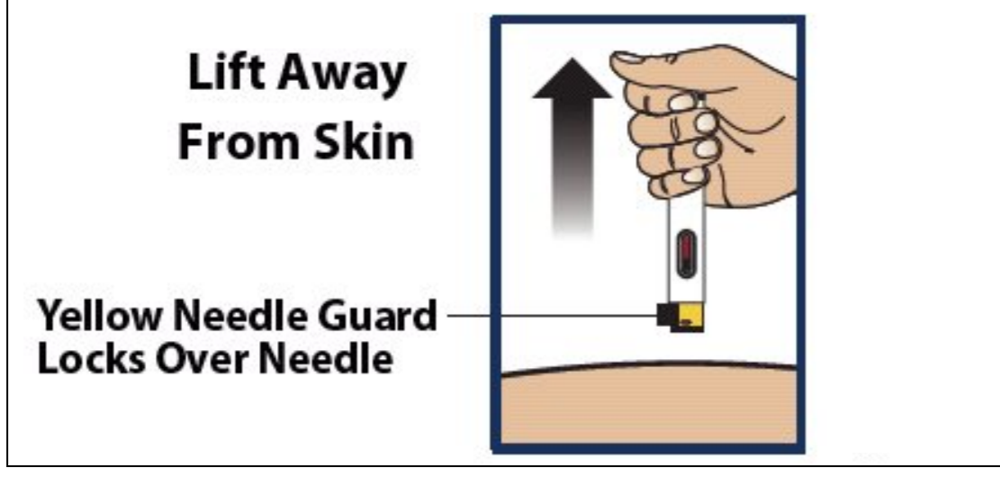 Lift Away
From Skin
Yellow Needle Guard
Locks Over Needle